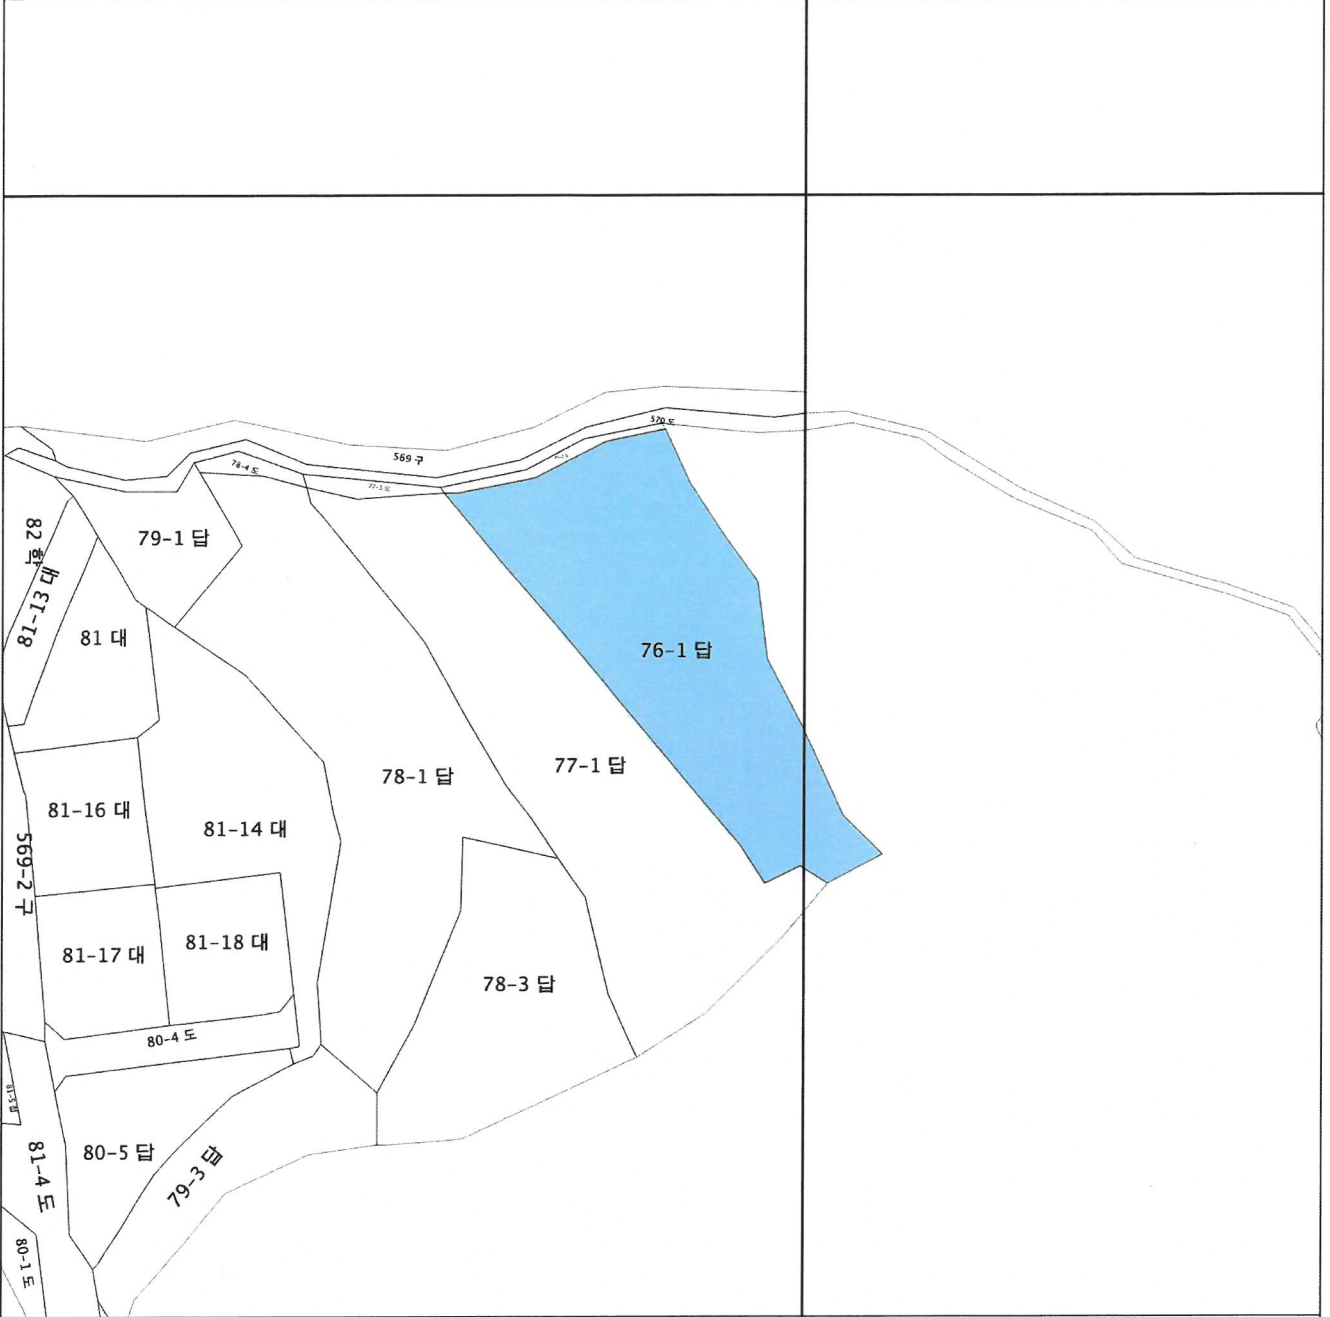 570 도
569 구
78-4 도
77-3 도
82 학
79-1 답
81-13 대
81 대
76-1 답
78-1 답
77-1 답
81-16 대
81-14 대
569-2 구
81-17 대
81-18 대
78-3 답
80-4 도
81-4 도
80-5 답
79-3 답
80-1 도